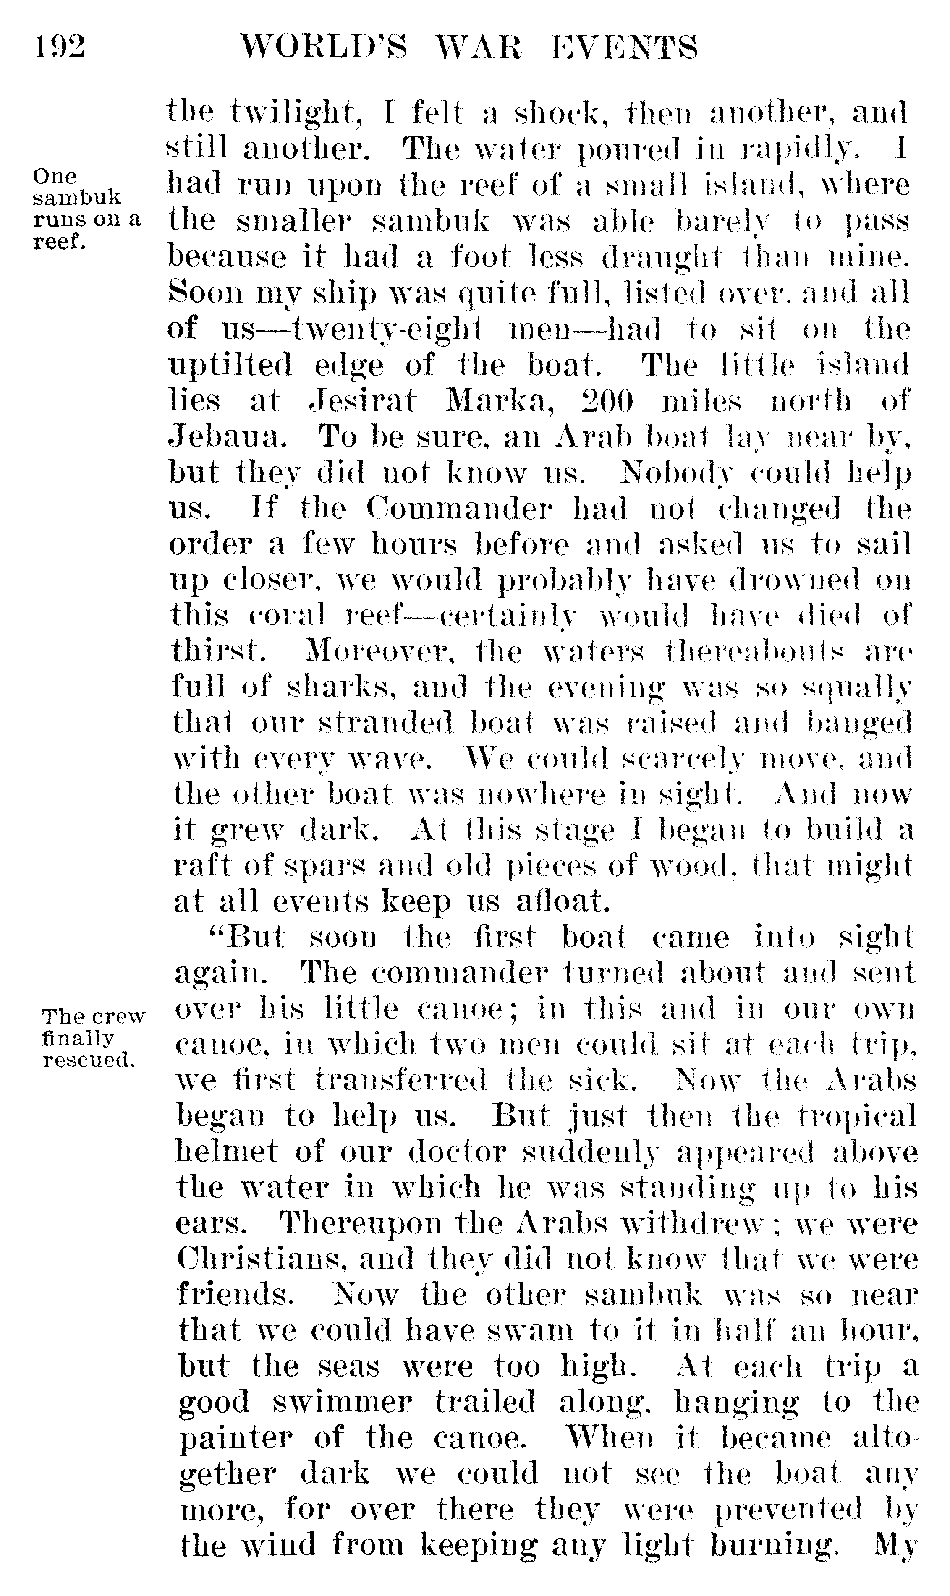 192 WORLD'S WAR EVENTS
the twilight, I felt a shock, then another, and
still another. The water poured in rapidly. I
One
sambuk
runs on a
reef.
had run upon the reef of a small island, where
the smaller sambuk was able barely to pass
because it had a foot less draught than mine.
Soon my ship was quite full, listed over, and all
of us—twenty-eight men—had to sit on the
uptilted edge of the boat. The little island
lies at Jesirat Marka, 200 miles north of
Jebaua. To be sure, an Arab boat lay near by,
but they did not know us. Nobody could help
us. If the Commander had not changed the
order a few hours before and asked us to sail
up closer, we would probably have drowned on
this coral reef—certainly would have died of
thirst. Moreover, the waters thereabouts are
full of sharks, and the evening was so squally
that our stranded boat was raised and banged
with every wave. We could scarcely move, and
the other boat was nowhere in sight. And now
it grew dark. At this stage I began to build a
raft of spars and old pieces of wood, that might
at all events keep us afloat.
"But soon the first boat came into sight
again. The commander turned about and sent
The crew
finally
rescued.
over his little canoe; in this and in our own
canoe, in which two men could sit at each trip,
we first transferred the sick. Now the Arabs
began to help us. But just then the tropical
helmet of our doctor suddenly appeared above
the water in which he was standing up to his
ears. Thereupon the Arabs withdrew; we were
Christians, and they did not know that we were
friends. Now the other sambuk was so near
that we could have swam to it in half an hour,
but the seas were too high. At each trip a
good swimmer trailed along, hanging to the
painter of the canoe. When it became alto-
gether dark we could not see the boat any
more, for over there they were prevented by
the wind from keeping any light burning. My